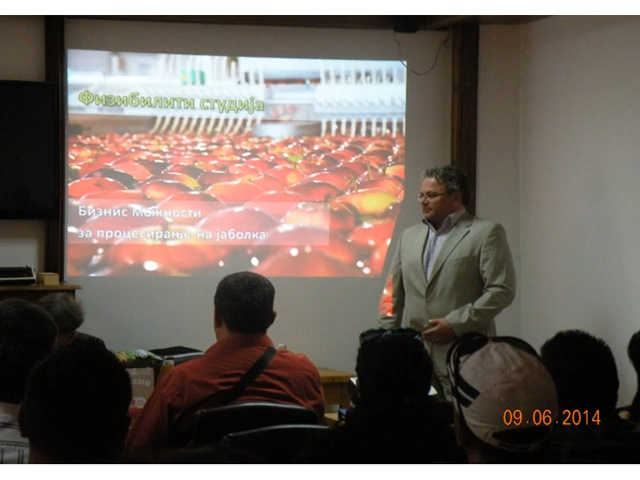 Физибилити студија
Бизнис можности
за процесирање на јаболка
09.06.2014